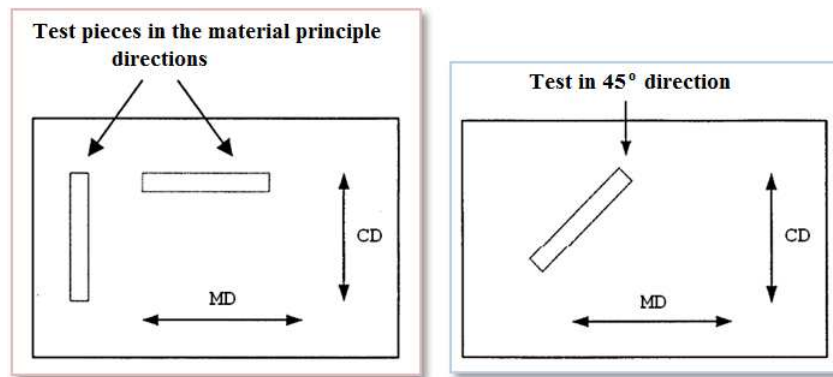 Test pieces in the material principle
directions
CD
MD
Test in 45° direction
CD
MD